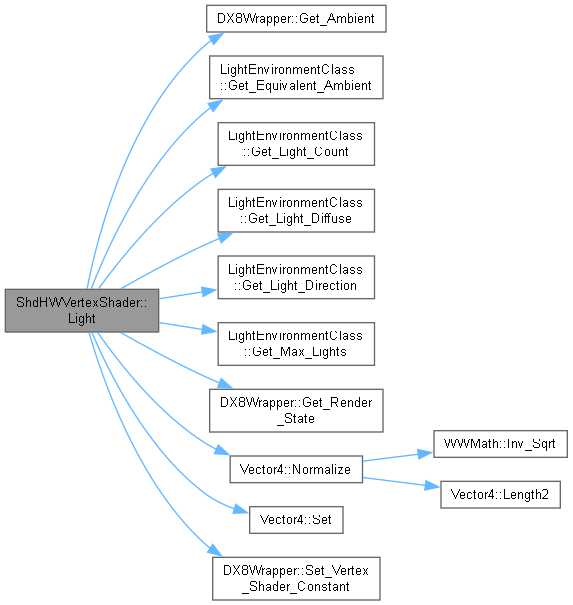 DX8Wrapper::Get_Ambient
LightEnvironmentClass
::Get_Equivalent_Ambient
LightEnvironmentClass
::Get_Light_Count
LightEnvironmentClass
::Get_Light_Diffuse
ShdHWVertexShader::
Light
LightEnvironmentClass
::Get_Light_Direction
LightEnvironmentClass
::Get_Max_Lights
DX8Wrapper::Get_Render
_State
Vector4::Normalize
WWMath::Inv_Sqrt
Vector4::Length2
Vector4::Set
DX8Wrapper::Set_Vertex
_Shader_Constant